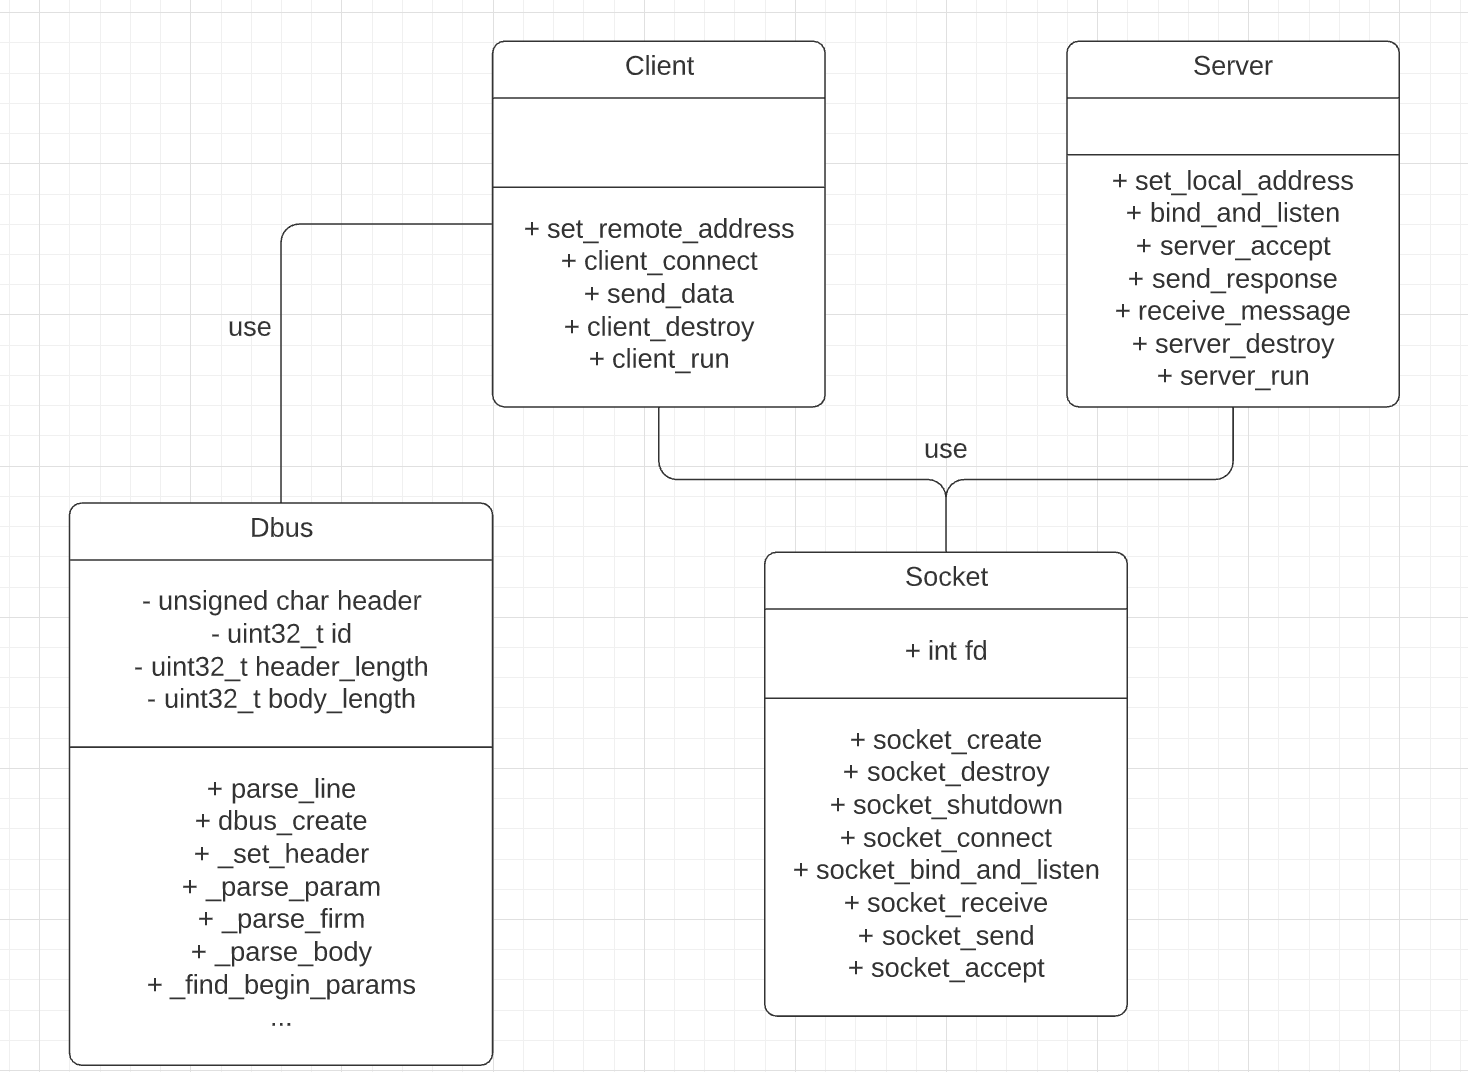 Client
+ set_remote_address
+ client_connect
+ send_data
+ client_destroy
+ client_run
Server
+ set_local_address
+ bind_and_listen
+ server_accept
+ send_response
+ receive_message
+ server_destroy
+ server_run
use
use
Dbus
- unsigned char header
- uint32_t id
- uint32_t header_length
- uint32_t body_length
+ parse_line
+ dbus_create
+ _set_header
+ _parse_param
+ _parse_firm
+ _parse_body
+ _find_begin_params
...
Socket
+ int fd
+ socket_create
+ socket_destroy
+ socket_shutdown
+ socket_connect
+ socket_bind_and_listen
+ socket_receive
+ socket_send
+ socket_accept